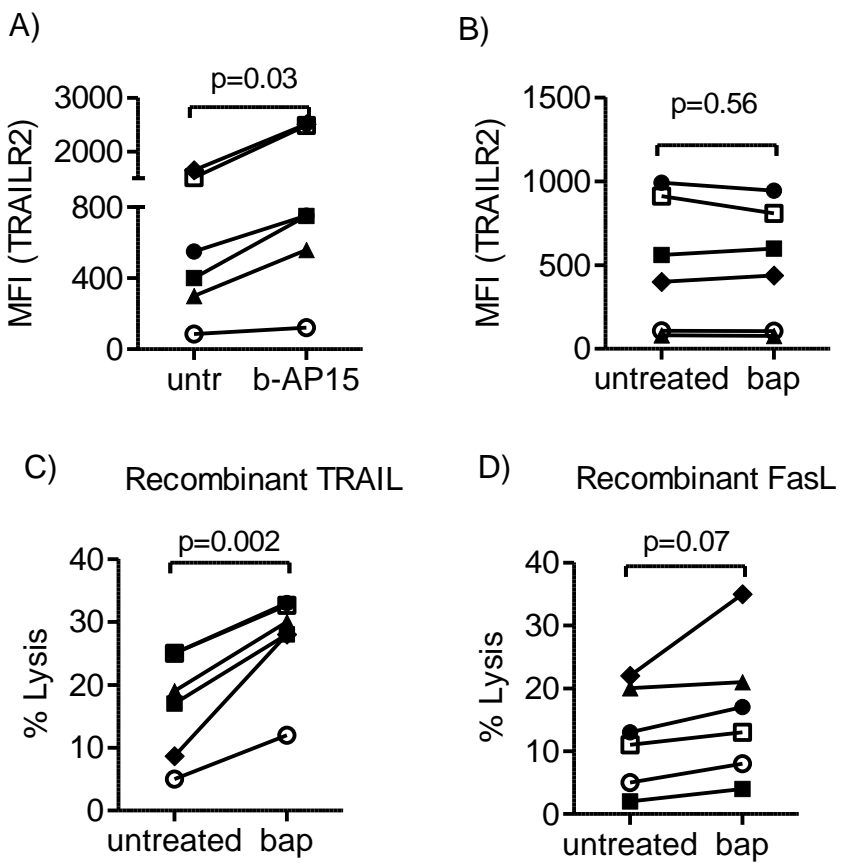 A)
p=0.03
MFI (TRAILR2)
3000
2000
800
400
0
untr b-AP15
B)
p=0.56
MFI (TRAILR2)
1500
1000
500
0
untreated bap
C)
Recombinant TRAIL
p=0.002
% Lysis
40
30
20
10
0
untreated bap
D)
Recombinant FasL
p=0.07
% Lysis
40
30
20
10
0
untreated bap